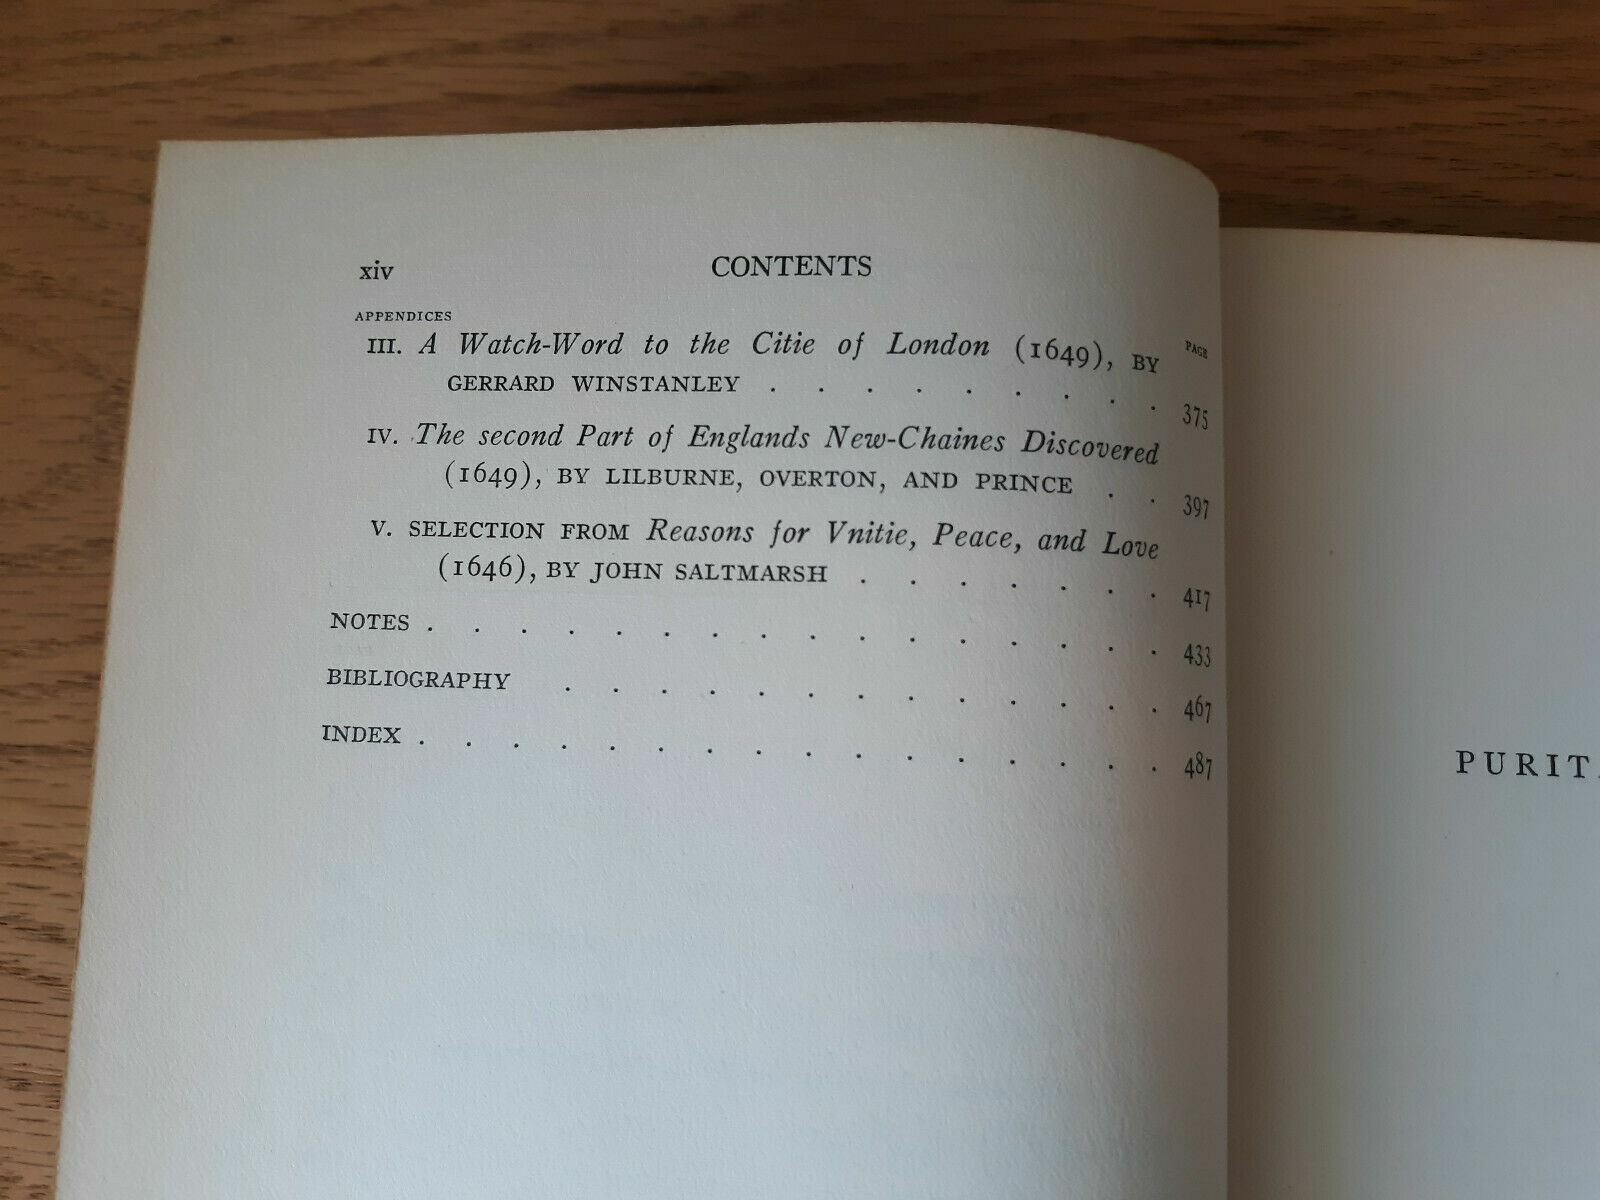 xiv CONTENTS
APPENDICES
PAGE
III. A Watch-Word to the Citie of London (1649), BY
GERRARD WINSTANLEY . . . . . . . . . 375
IV. The second Part of Englands New-Chaines Discovered
(1649), BY LILBURNE, OVERTON, AND PRINCE . . 397
V. SELECTION FROM Reasons for Vnitie, Peace, and Love
(1646), BY JOHN SALTMARSH . . . . . . . 417
NOTES . . . . . . . . . . . . . . . . 433
BIBLIOGRAPHY . . . . . . . . . . . . . 467
INDEX . . . . . . . . . . . . . . . . 487
PURIT